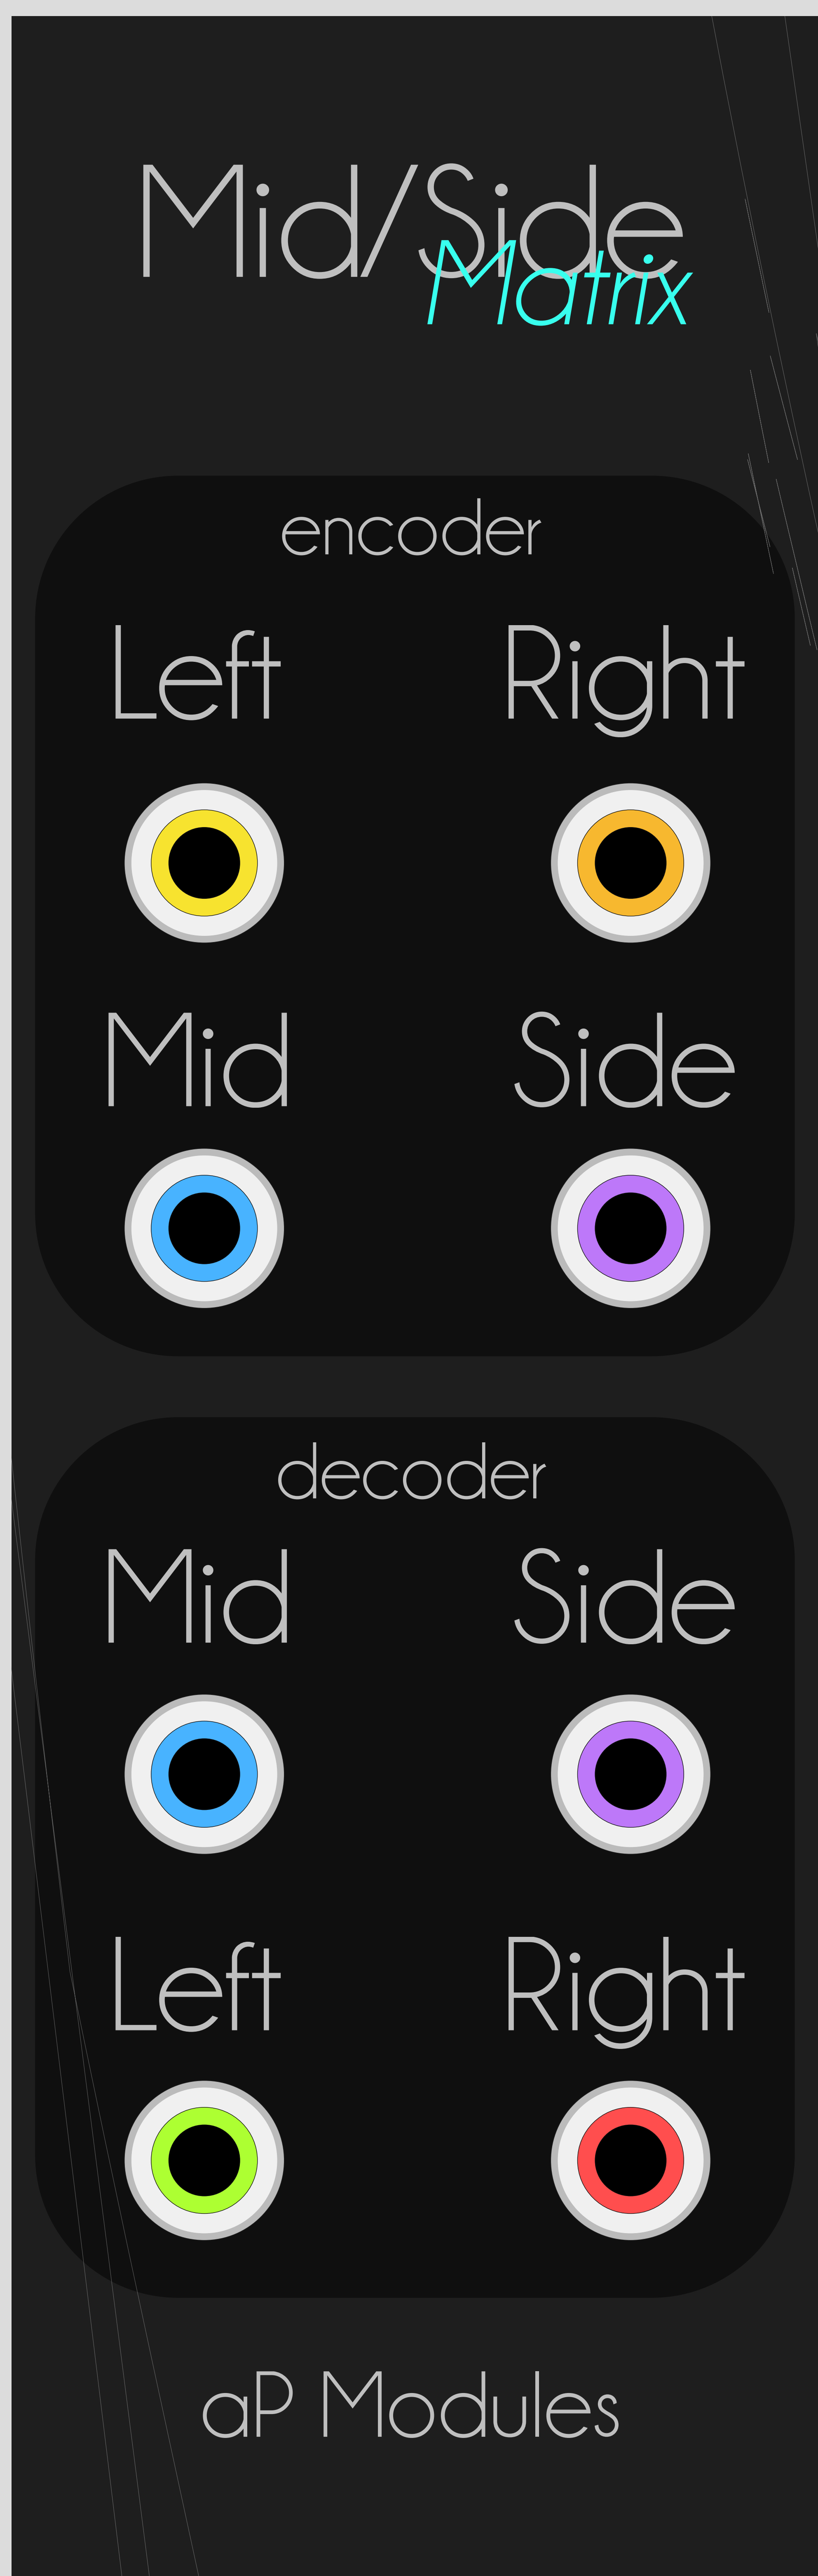 Mid/Side
Matrix
encoder
Left Right
Mid Side
decoder
Mid Side
Left Right
aP Modules